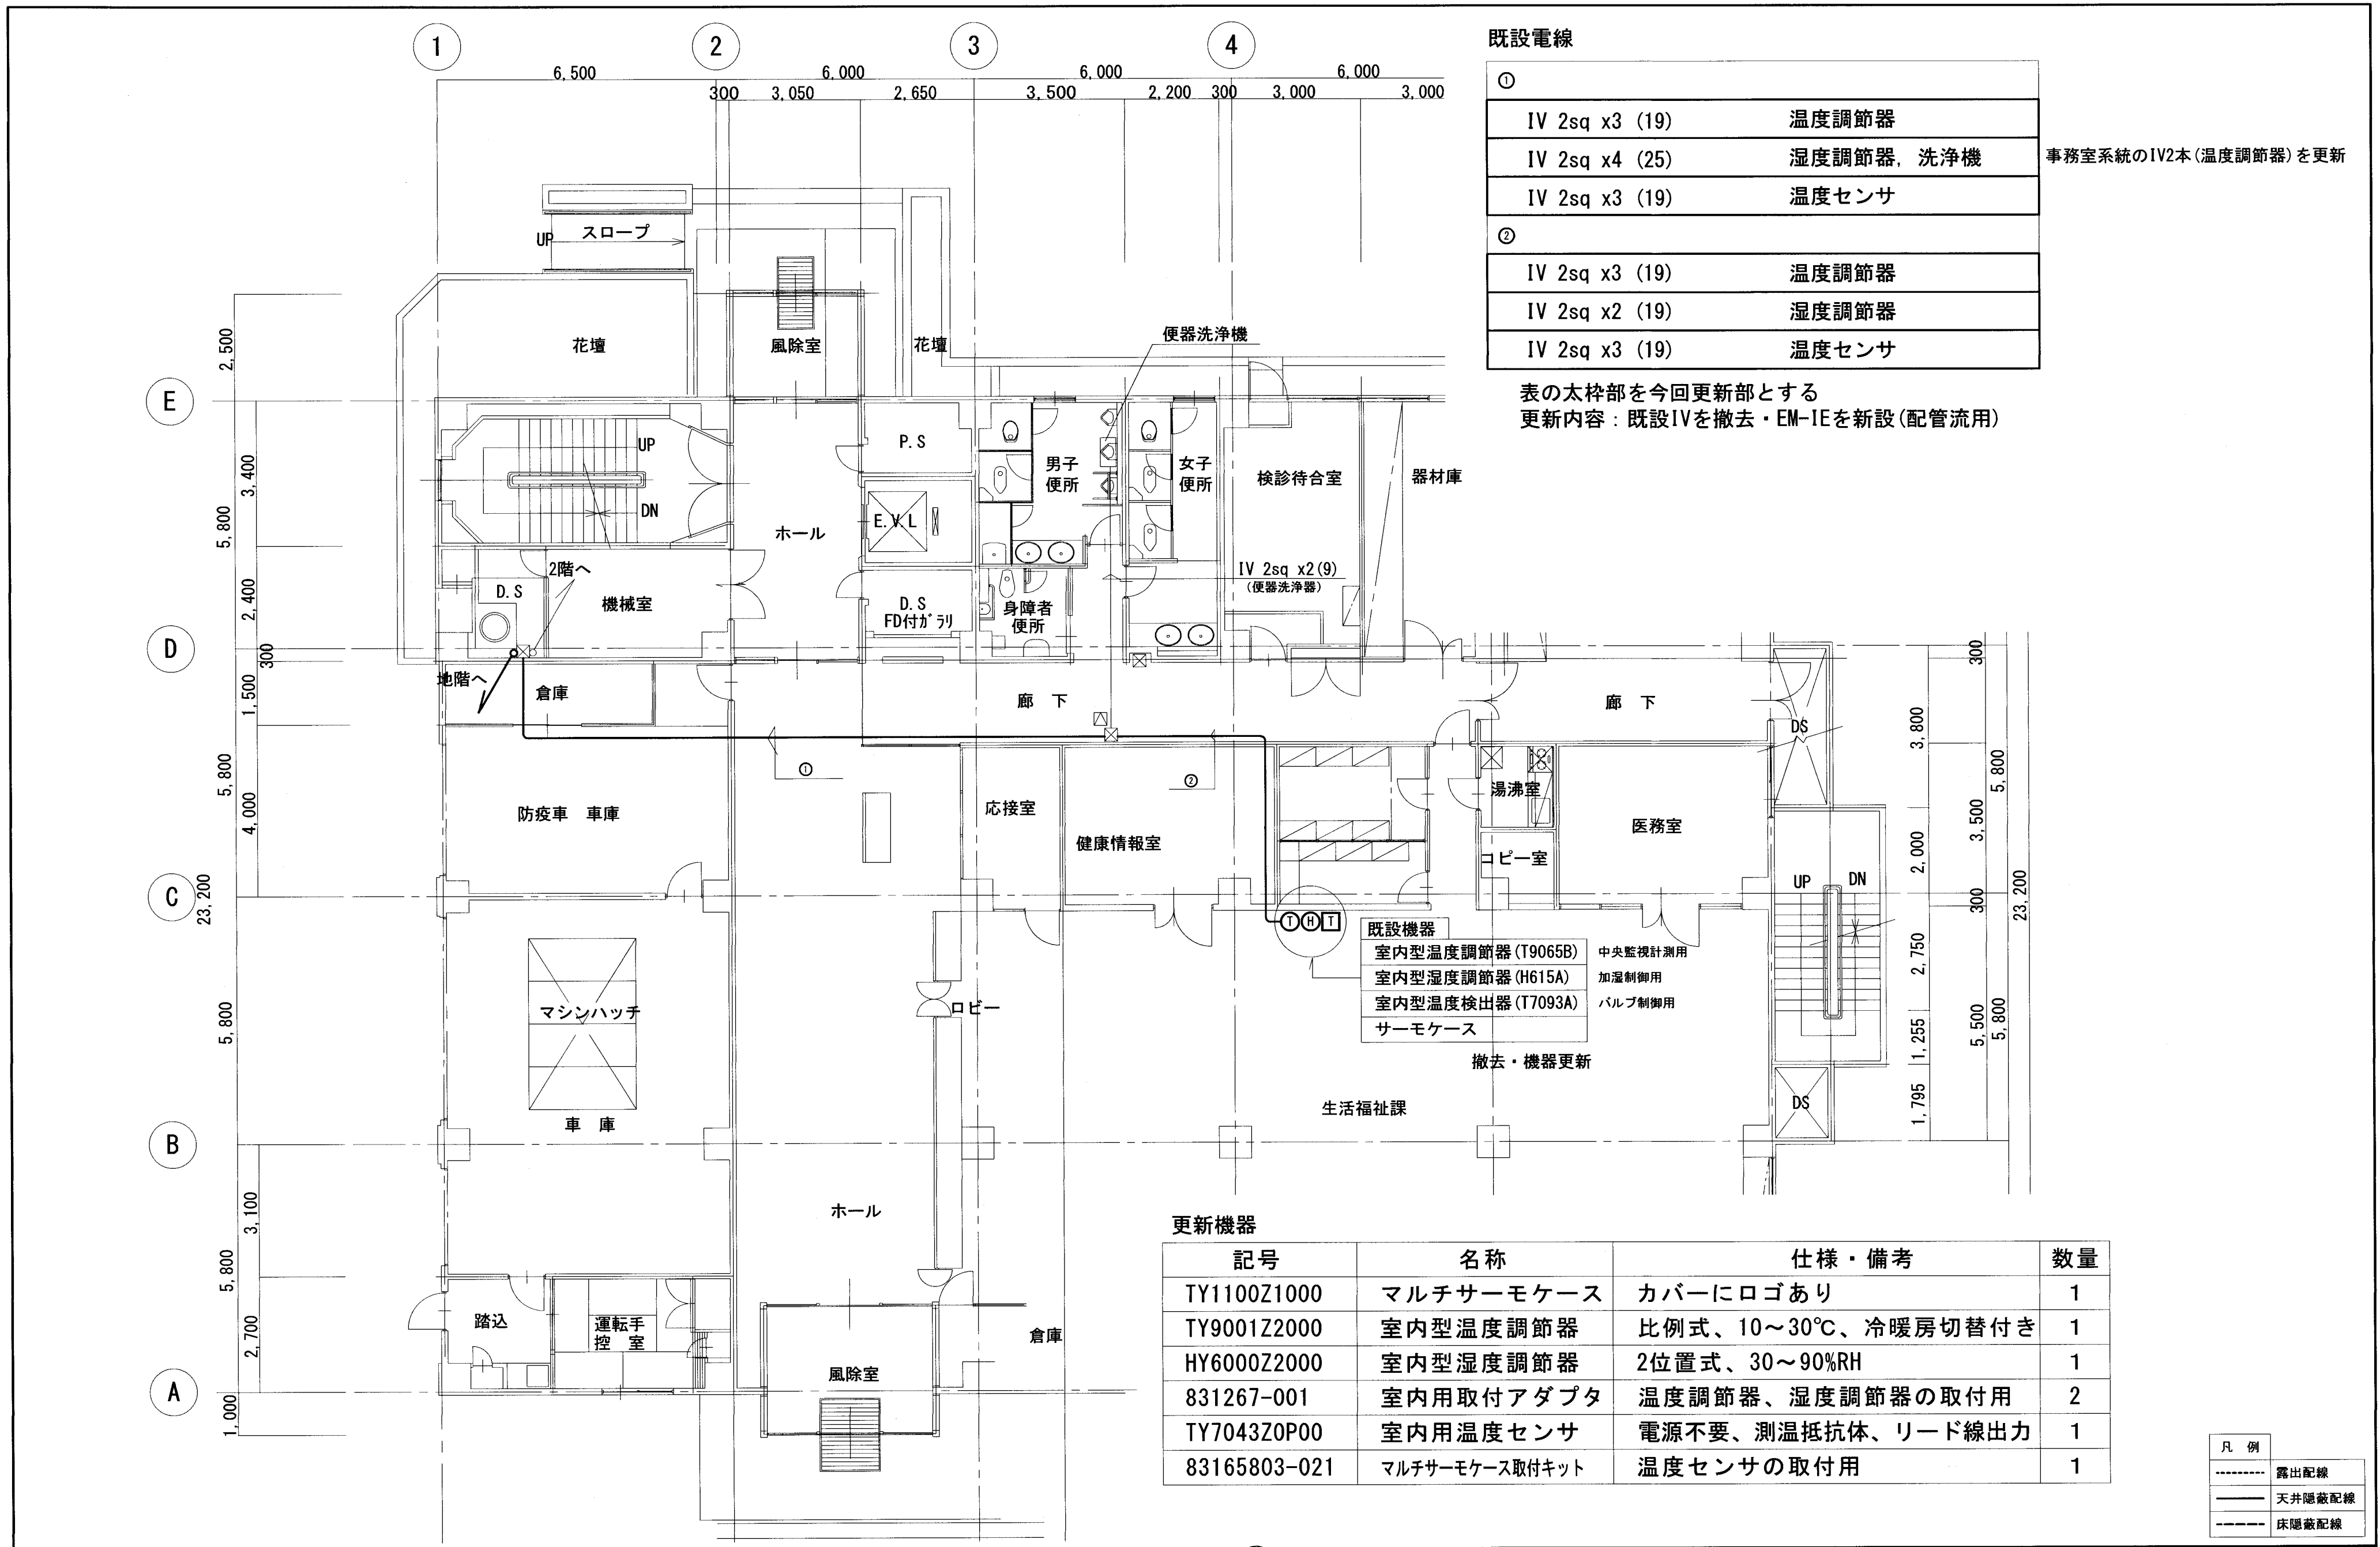 1
2
3
4
6,500
6,000
6,000
6,000
300
3,050
2,650
3,500
2,200
300
3,000
3,000
既設電線
①
IV 2sq x3 (19) 温度調節器
IV 2sq x4 (25) 湿度調節器, 洗浄機
事務室系統のIV2本(温度調節器)を更新
IV 2sq x3 (19) 温度センサ
②
IV 2sq x3 (19) 温度調節器
IV 2sq x2 (19) 湿度調節器
IV 2sq x3 (19) 温度センサ
表の太枠部を今回更新部とする
更新内容：既設IVを撤去・EM-IEを新設(配管流用)
UP
スロープ
花壇
風除室
花壇
便器洗浄機
2,500
E
3,400
5,800
2,400
300
D
1,500
5,800
4,000
C
23,200
5,800
B
3,100
5,800
2,700
A
1,000
UP
DN
P.S
男子
便所
女子
便所
検診待合室
器材庫
E.V.L
ホール
2階へ
D.S
機械室
D.S
FD付ガラリ
身障者
便所
IV 2sq x2(9)
(便器洗浄器)
地階へ
倉庫
廊 下
廊 下
DS
①
②
防疫車 車庫
応接室
健康情報室
湯沸室
コピー室
医務室
UP
DN
T
H
T
既設機器
室内型温度調節器(T9065B) 中央監視計測用
室内型湿度調節器(H615A) 加湿制御用
室内型温度検出器(T7093A) バルブ制御用
サーモケース
撤去・機器更新
マシンハッチ
車 庫
ロビー
生活福祉課
DS
300
3,800
5,800
3,500
2,000
300
23,200
2,750
5,500
5,800
1,255
1,795
ホール
踏込
運転手
控 室
風除室
倉庫
更新機器
記号 名称 仕様・備考 数量
TY1100Z1000 マルチサーモケース カバーにロゴあり 1
TY9001Z2000 室内型温度調節器 比例式、10～30℃、冷暖房切替付き 1
HY6000Z2000 室内型湿度調節器 2位置式、30～90%RH 1
831267-001 室内用取付アダプタ 温度調節器、湿度調節器の取付用 2
TY7043Z0P00 室内用温度センサ 電源不要、測温抵抗体、リード線出力 1
83165803-021 マルチサーモケース取付キット 温度センサの取付用 1
凡 例
露出配線
天井隠蔽配線
床隠蔽配線